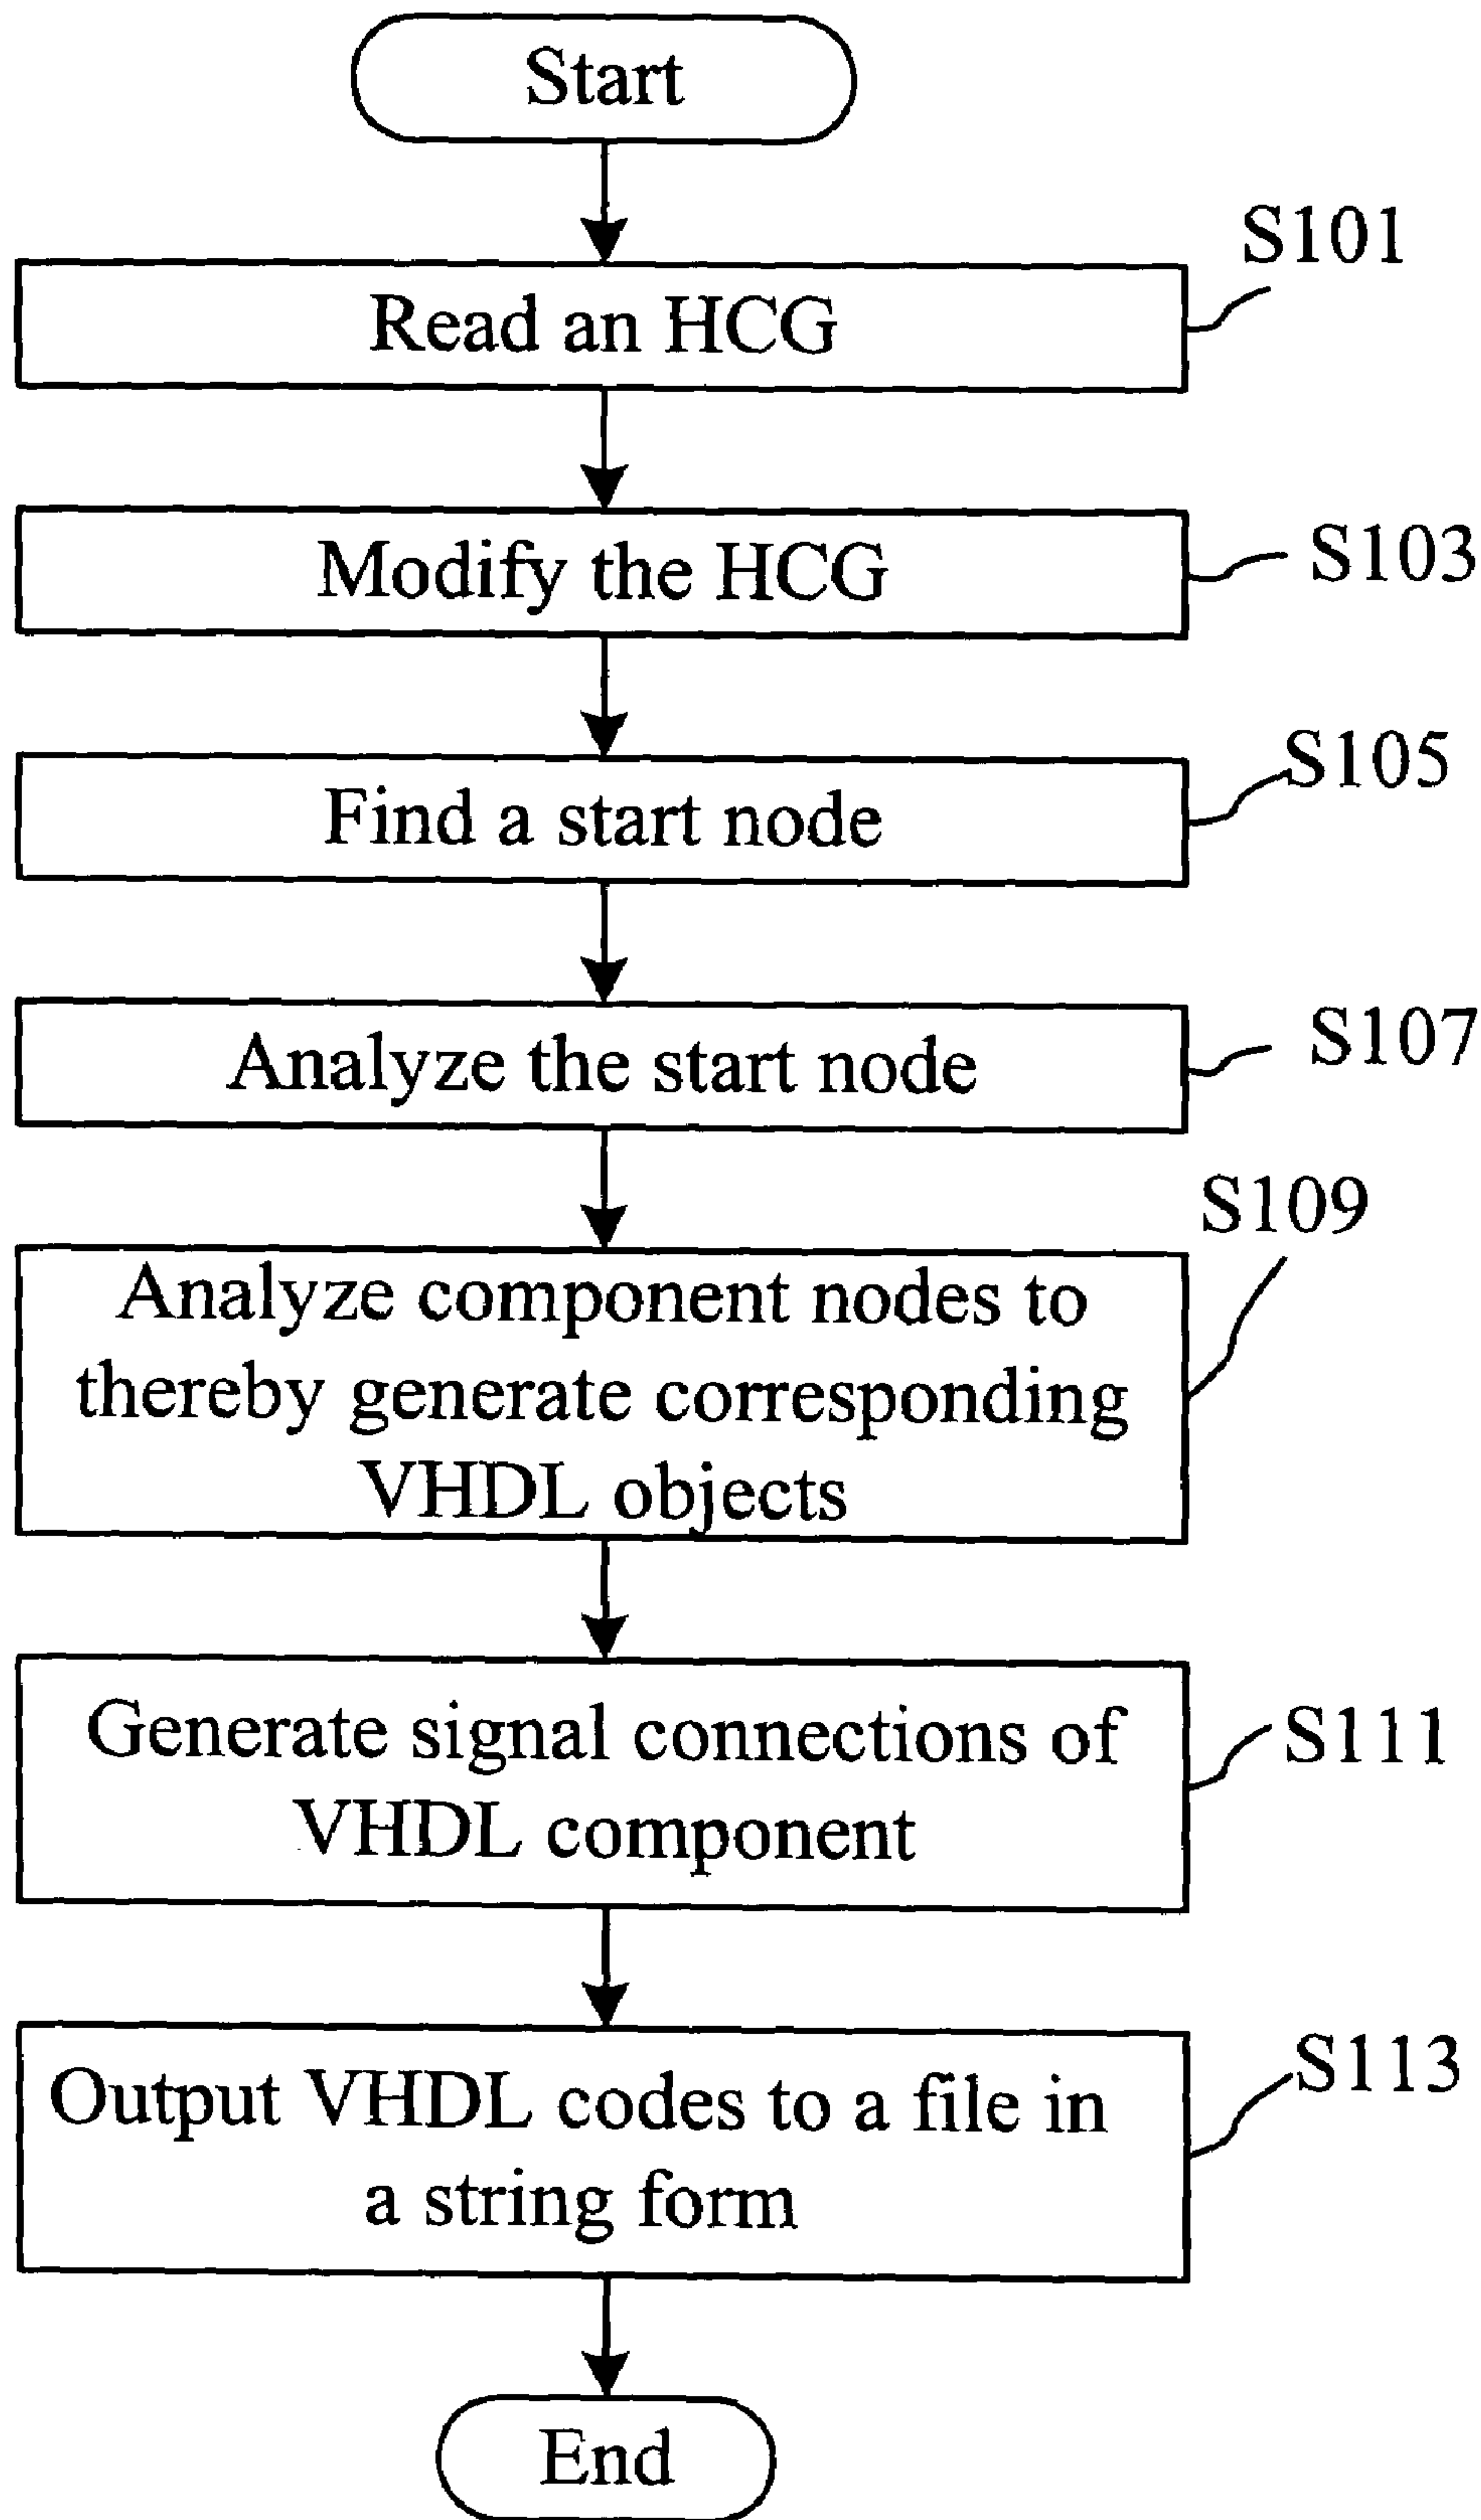 Start
S101
Read an HCG
Modify the HCG
S103
S105
Find a start node
Analyze the start node
S107
S109
Analyze component nodes to
thereby generate corresponding
VHDL objects
Generate signal connections of
S111
VHDL component
S113
Output VHDL codes to a file in
a string form
End